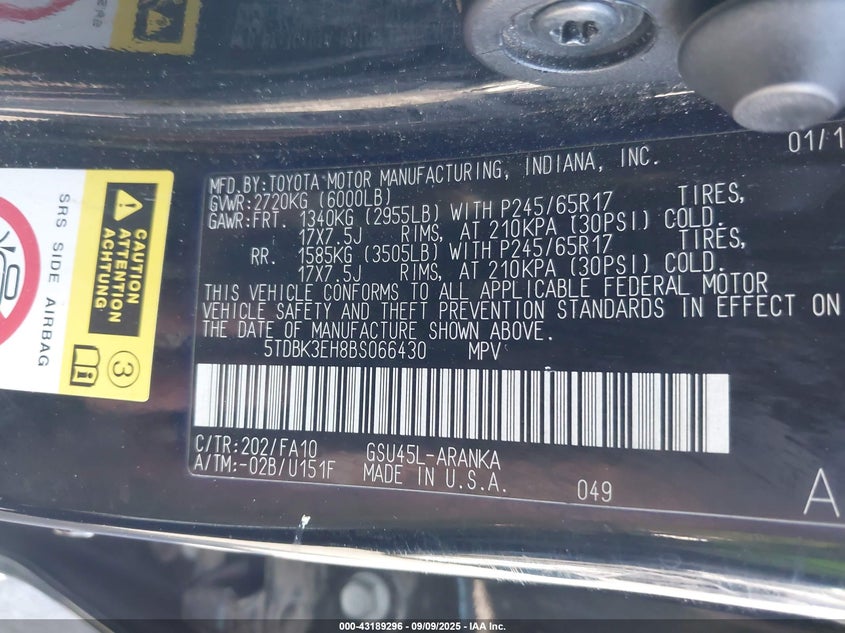 01/1
MFD.BY:TOYOTA MOTOR MANUFACTURING, INDIANA, INC.
GVWR:2720KG (6000LB)
GAWR:FRT. 1340KG (2955LB) WITH P245/65R17 TIRES,
17X7.5J RIMS, AT 210KPA (30PSI) COLD.
RR. 1585KG (3505LB) WITH P245/65R17 TIRES,
17X7.5J RIMS, AT 210KPA (30PSI) COLD.
THIS VEHICLE CONFORMS TO ALL APPLICABLE FEDERAL MOTOR
VEHICLE SAFETY AND THEFT PREVENTION STANDARDS IN EFFECT ON
THE DATE OF MANUFACTURE SHOWN ABOVE.
5TDBK3EH8BS066430 MPV
C/TR:202/FA10 GSU45L-ARANKA
A/TM:-02B/U151F MADE IN U.S.A.
049
A
CAUTION
ATTENTION
ACHTUNG
SRS SIDE AIRBAG
3
000-43189296 - 09/09/2025 - IAAI.com